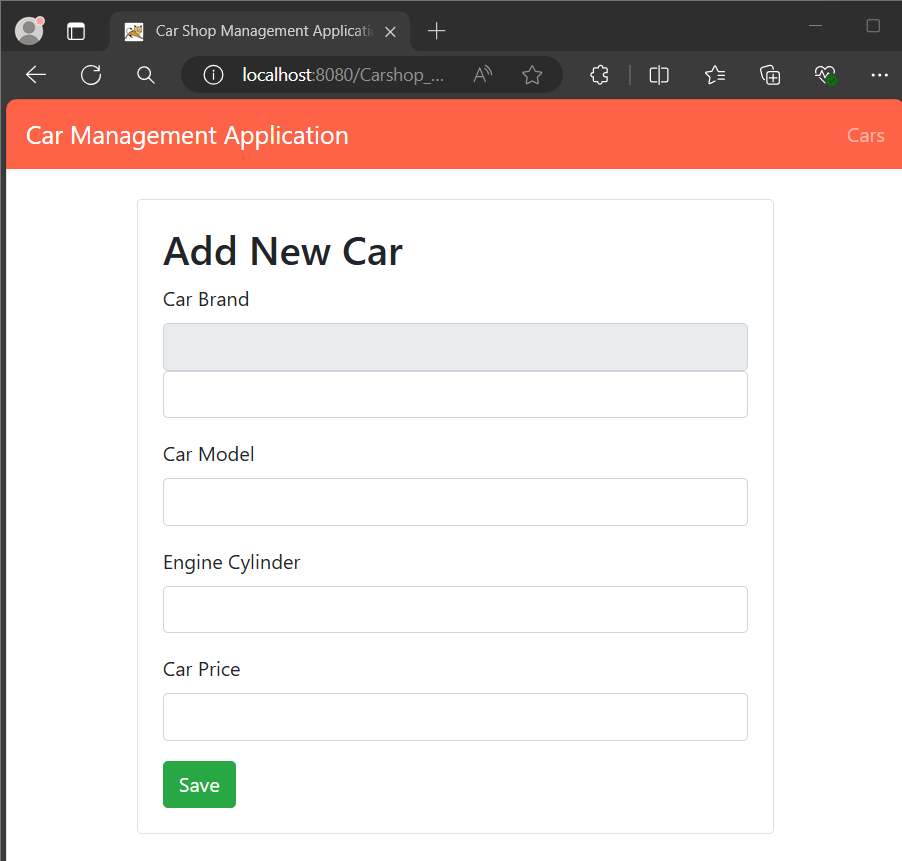 Car Shop Management Applicati
localhost:8080/Carshop_...
Car Management Application
Cars
Add New Car
Car Brand
Car Model
Engine Cylinder
Car Price
Save